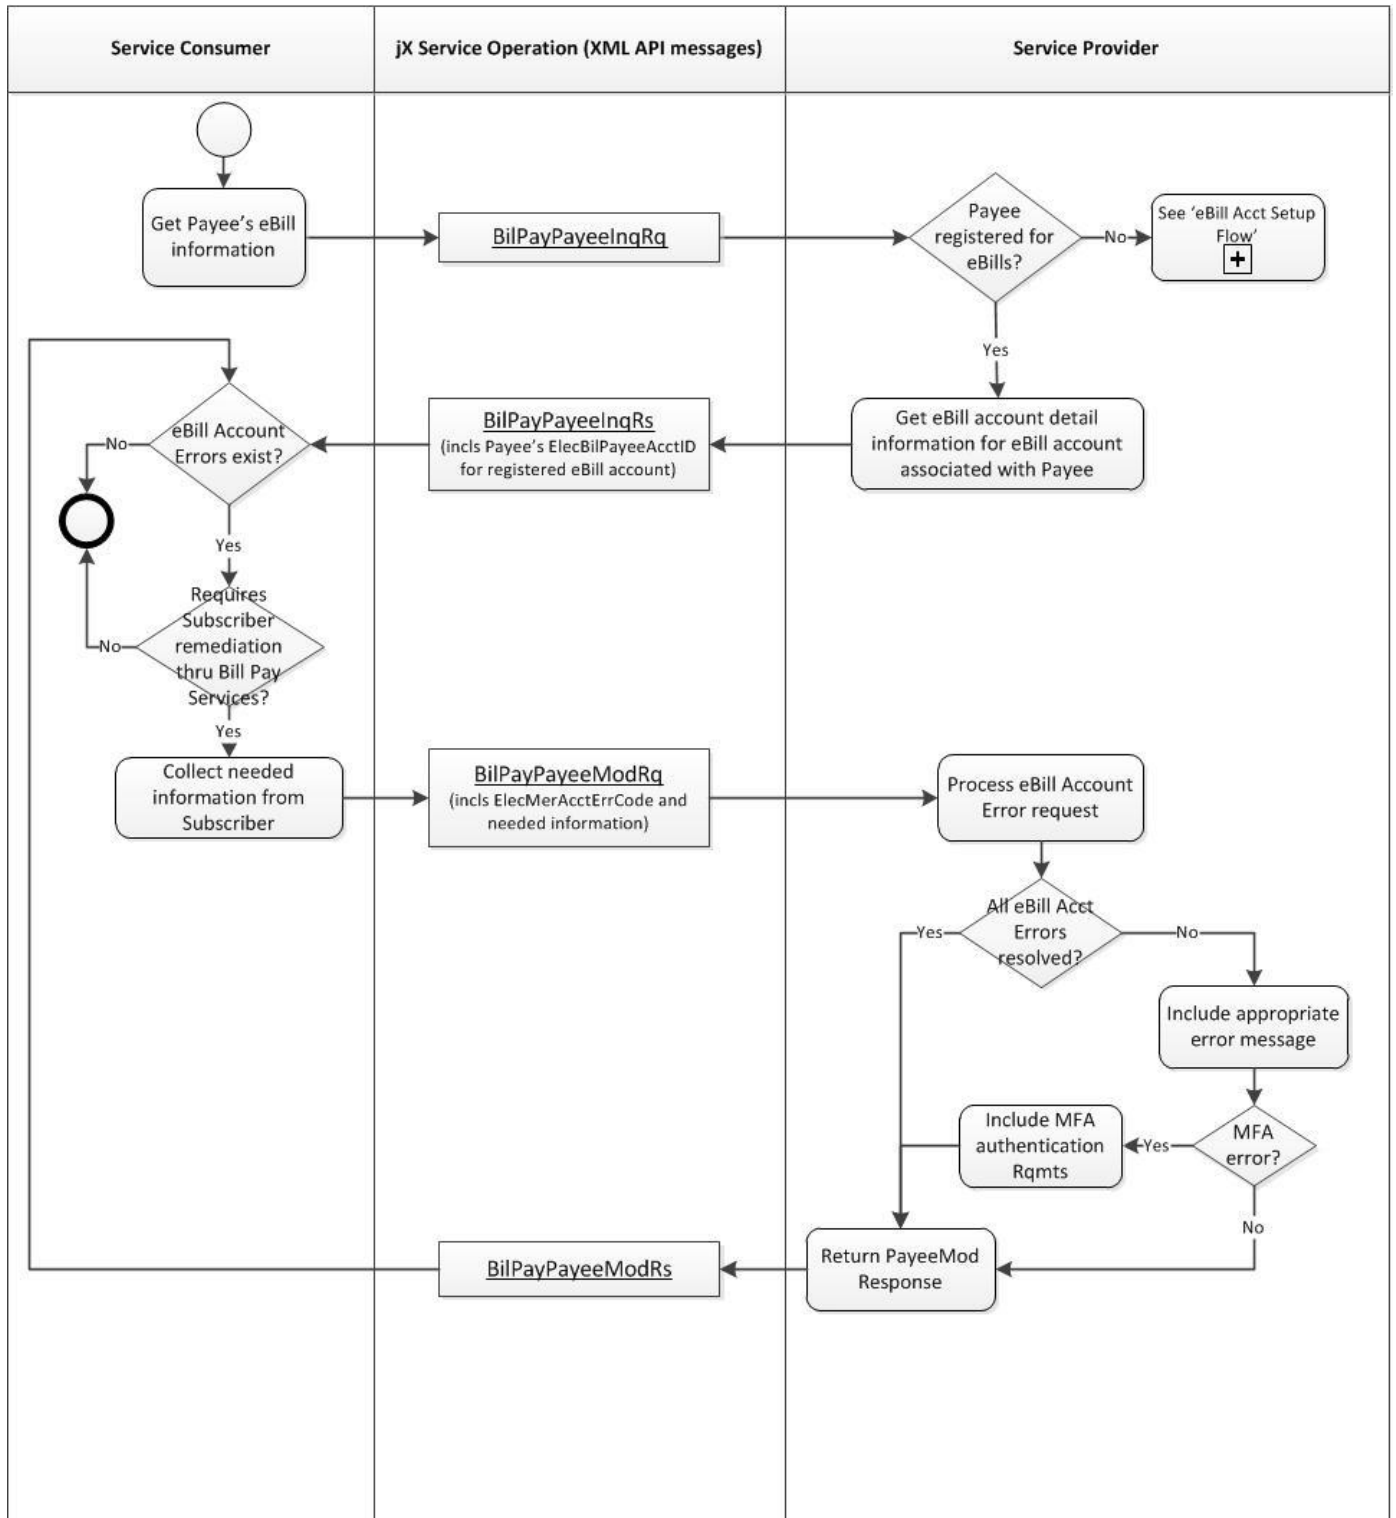 Service Consumer
jX Service Operation (XML API messages)
Service Provider
Get Payee's eBill
information
BilPayPayeeInqRq
Payee
registered for
eBills?
No
See 'eBill Acct Setup
Flow'
+
Yes
eBill Account
Errors exist?
No
BilPayPayeeInqRs
(incls Payee's ElecBilPayeeAcctID
for registered eBill account)
Get eBill account detail
information for eBill account
associated with Payee
Yes
Requires
Subscriber
remediation
thru Bill Pay
Services?
No
Yes
Collect needed
information from
Subscriber
BilPayPayeeModRq
(incls ElecMerAcctErrCode and
needed information)
Process eBill Account
Error request
All eBill Acct
Errors
resolved?
Yes
No
Include appropriate
error message
MFA
error?
Yes
Include MFA
authentication
Rqmts
No
Return PayeeMod
Response
BilPayPayeeModRs